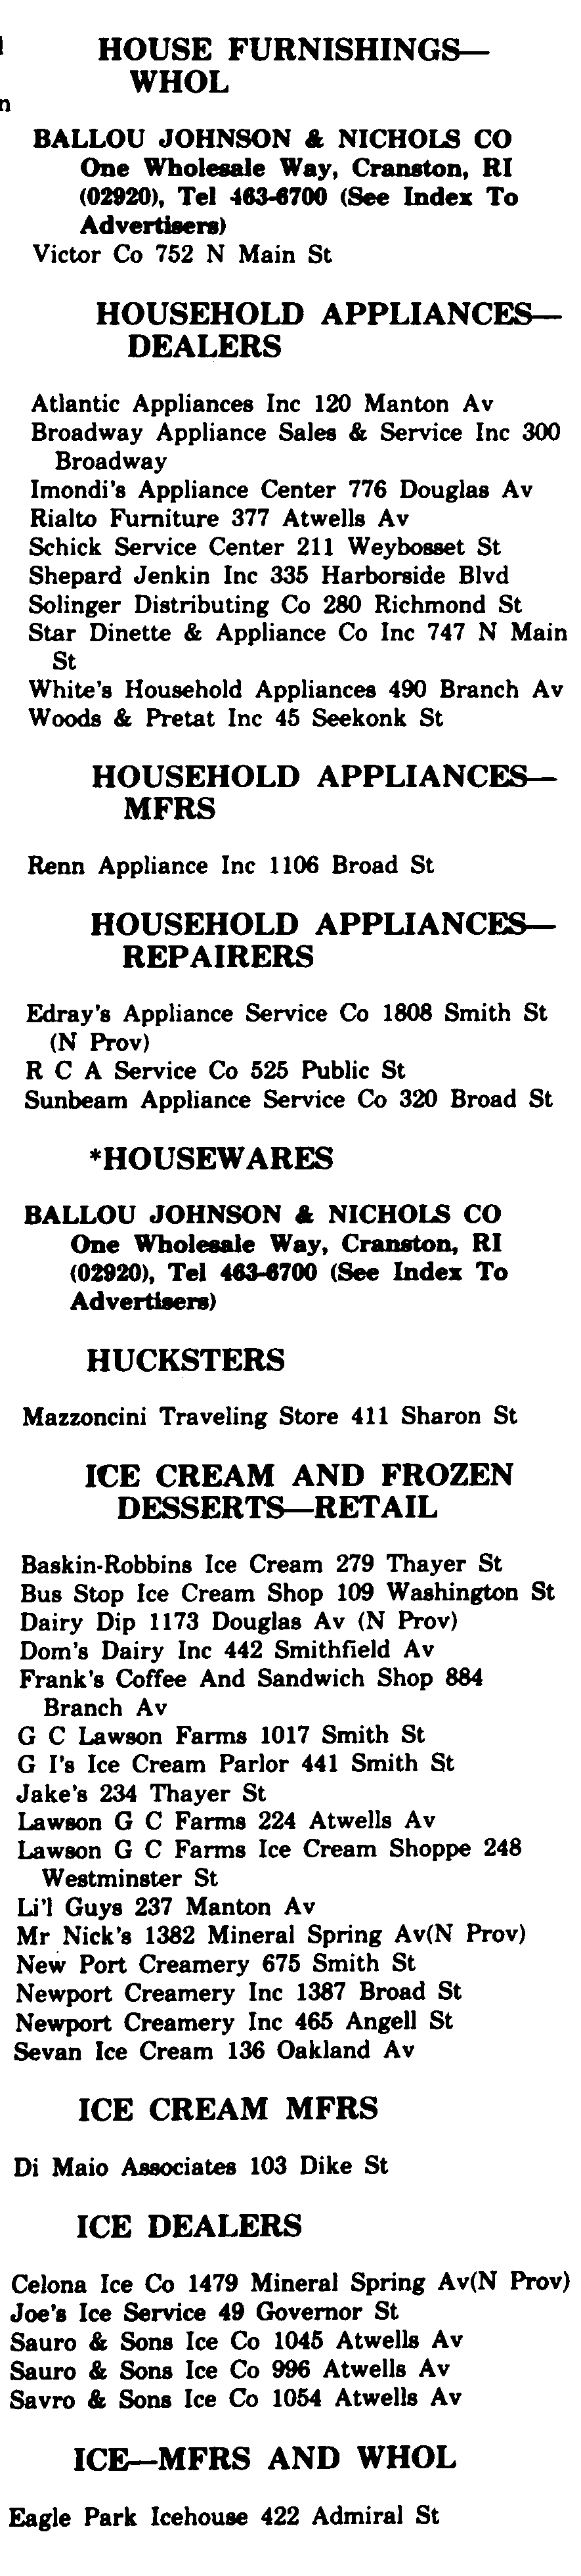 HOUSE FURNISHINGS—
WHOL
BALLOU JOHNSON & NICHOLS CO
One Wholesale Way, Cranston, RI
(02920), Tel 463-6700 (See Index To
Advertisers)
Victor Co 752 N Main St
HOUSEHOLD APPLIANCES—
DEALERS
Atlantic Appliances Inc 120 Manton Av
Broadway Appliance Sales & Service Inc 300
Broadway
Imondi's Appliance Center 776 Douglas Av
Rialto Furniture 377 Atwells Av
Schick Service Center 211 Weybosset St
Shepard Jenkin Inc 335 Harborside Blvd
Solinger Distributing Co 280 Richmond St
Star Dinette & Appliance Co Inc 747 N Main
St
White's Household Appliances 490 Branch Av
Woods & Pretat Inc 45 Seekonk St
HOUSEHOLD APPLIANCES—
MFRS
Renn Appliance Inc 1106 Broad St
HOUSEHOLD APPLIANCES—
REPAIRERS
Edray's Appliance Service Co 1808 Smith St
(N Prov)
R C A Service Co 525 Public St
Sunbeam Appliance Service Co 320 Broad St
*HOUSEWARES
BALLOU JOHNSON & NICHOLS CO
One Wholesale Way, Cranston, RI
(02920), Tel 463-6700 (See Index To
Advertisers)
HUCKSTERS
Mazzoncini Traveling Store 411 Sharon St
ICE CREAM AND FROZEN
DESSERTS—RETAIL
Baskin-Robbins Ice Cream 279 Thayer St
Bus Stop Ice Cream Shop 109 Washington St
Dairy Dip 1173 Douglas Av (N Prov)
Dom's Dairy Inc 442 Smithfield Av
Frank's Coffee And Sandwich Shop 884
Branch Av
G C Lawson Farms 1017 Smith St
G I's Ice Cream Parlor 441 Smith St
Jake's 234 Thayer St
Lawson G C Farms 224 Atwells Av
Lawson G C Farms Ice Cream Shoppe 248
Westminster St
Li'l Guys 237 Manton Av
Mr Nick's 1382 Mineral Spring Av(N Prov)
New Port Creamery 675 Smith St
Newport Creamery Inc 1387 Broad St
Newport Creamery Inc 465 Angell St
Sevan Ice Cream 136 Oakland Av
ICE CREAM MFRS
Di Maio Associates 103 Dike St
ICE DEALERS
Celona Ice Co 1479 Mineral Spring Av(N Prov)
Joe's Ice Service 49 Governor St
Sauro & Sons Ice Co 1045 Atwells Av
Sauro & Sons Ice Co 996 Atwells Av
Savro & Sons Ice Co 1054 Atwells Av
ICE—MFRS AND WHOL
Eagle Park Icehouse 422 Admiral St